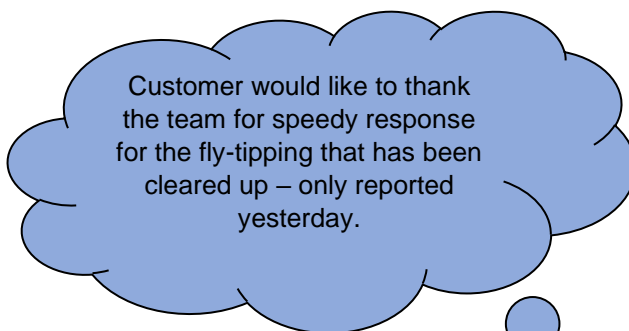 Customer would like to thank
the team for speedy response
for the fly-tipping that has been
cleared up – only reported
yesterday.